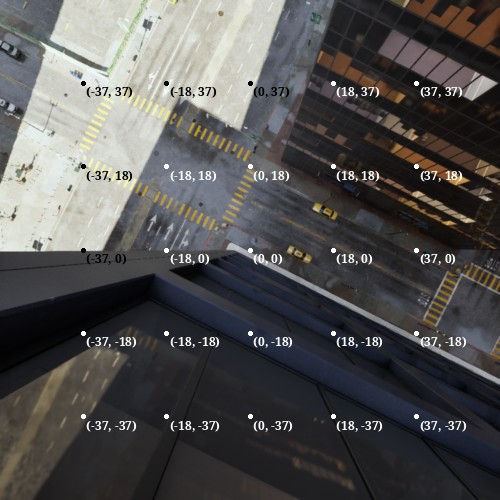 (-37, 37) (-18, 37) (0, 37) (18, 37) (37, 37)
(-37, 18) (-18, 18) (0, 18) (18, 18) (37, 18)
(-37, 0) (-18, 0) (0, 0) (18, 0) (37, 0)
(-37, -18) (-18, -18) (0, -18) (18, -18) (37, -18)
(-37, -37) (-18, -37) (0, -37) (18, -37) (37, -37)